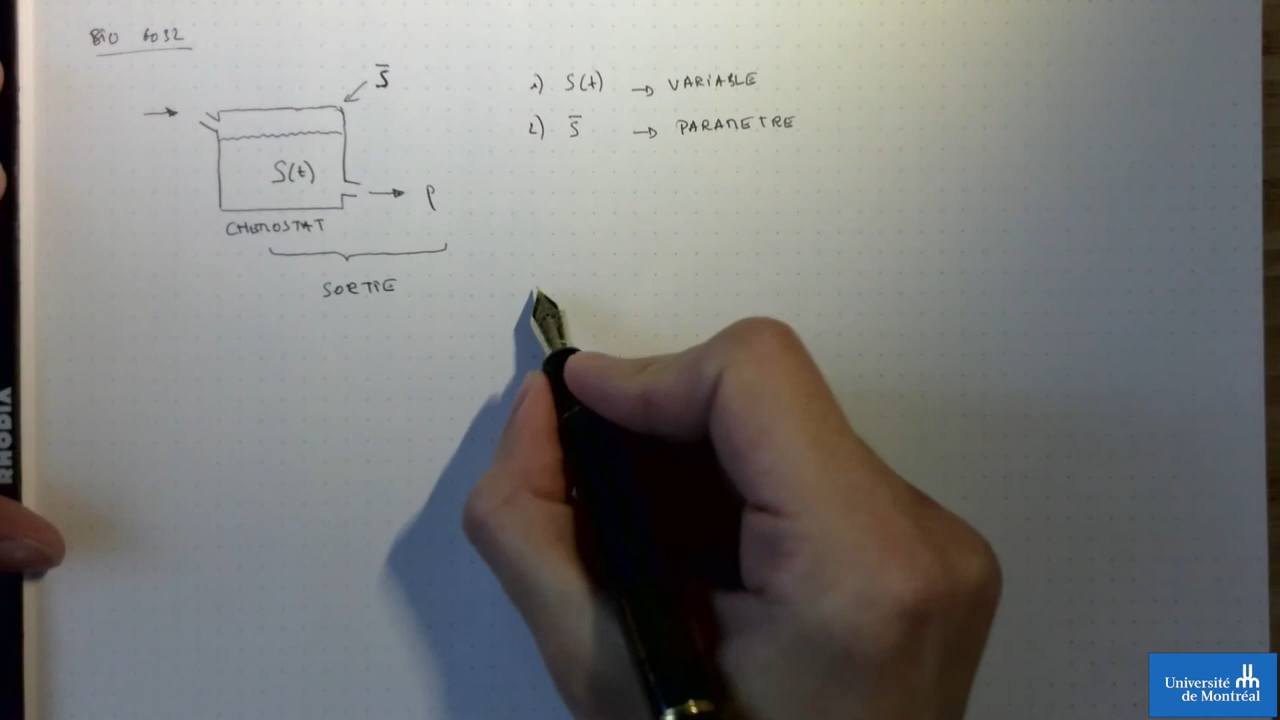 BIO 6032
S̄
1) S(t) → VARIABLE
2) S̄ → PARAMETRE
S(t)
→ p
CHEMOSTAT
SORTIE
RHODIA
Université
de Montréal